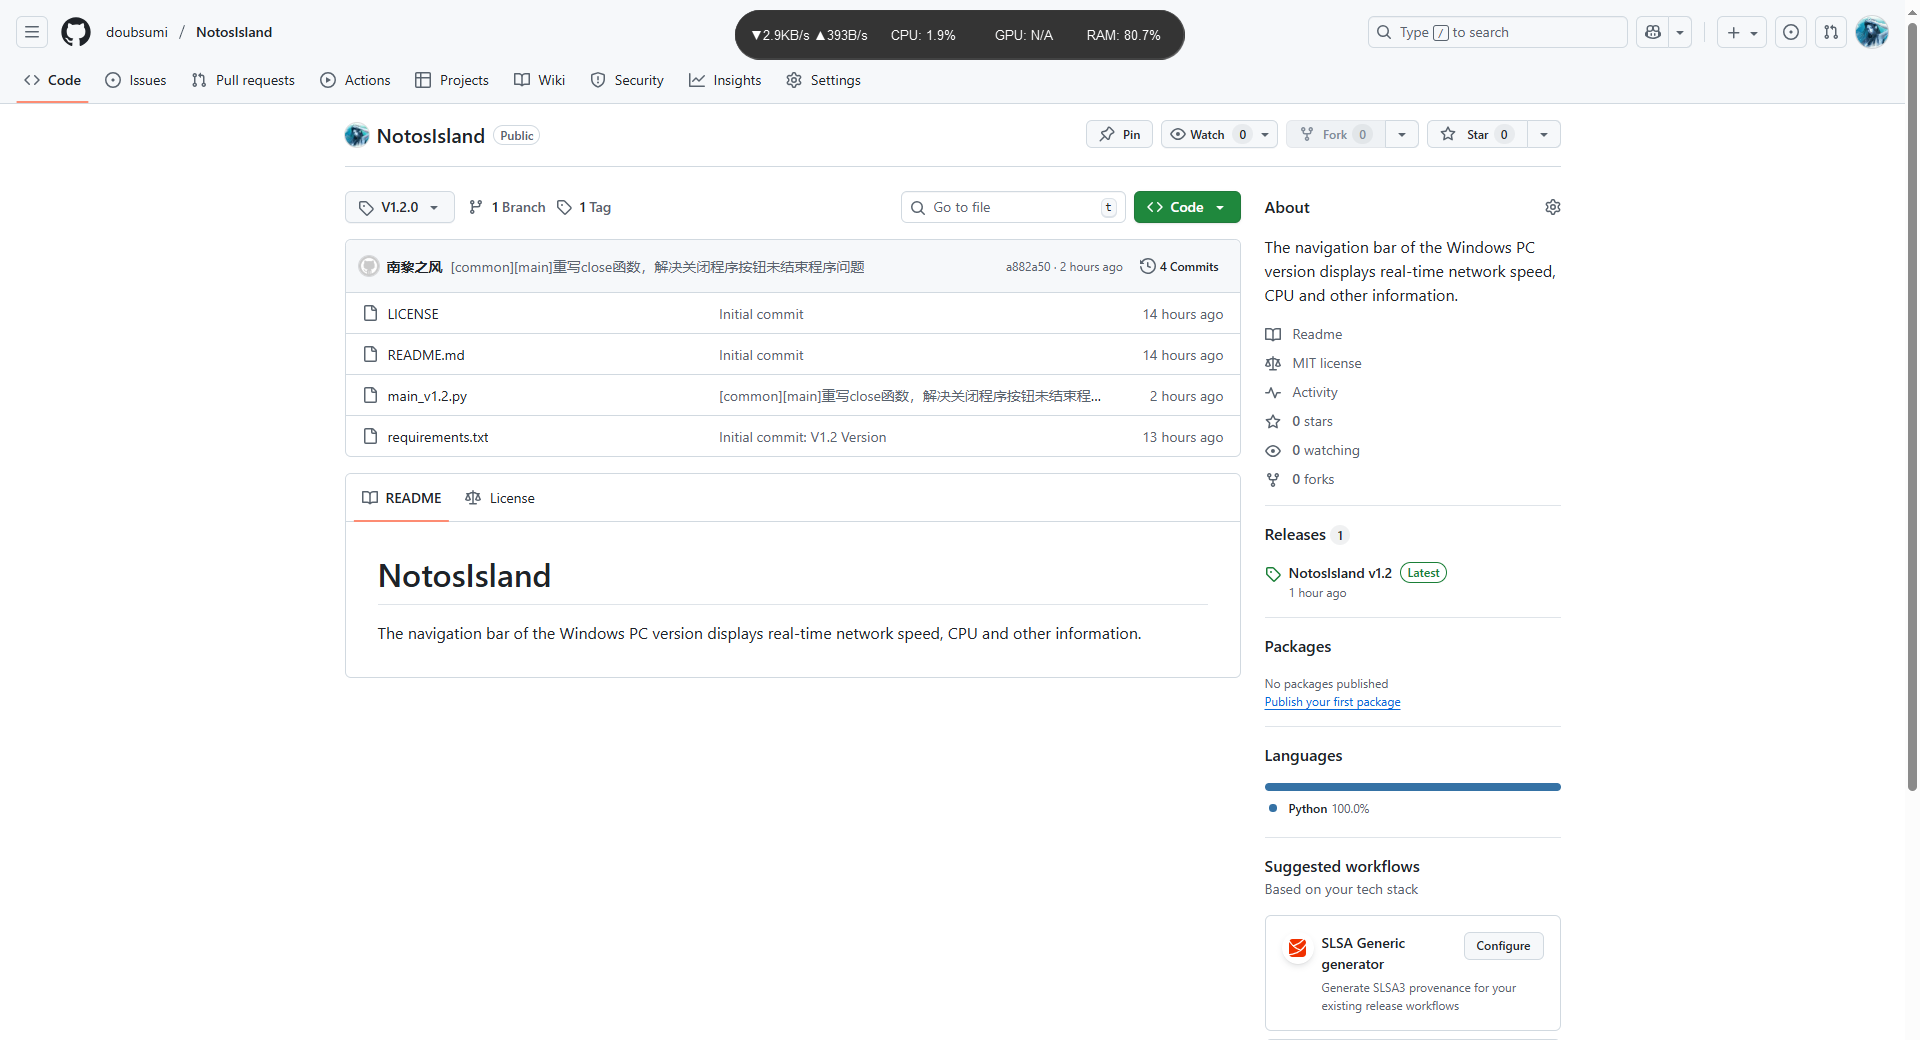 doubsumi / NotosIsland
▼2.9KB/s ▲393B/s CPU: 1.9% GPU: N/A RAM: 80.7%
Type / to search
Code Issues Pull requests Actions Projects Wiki Security Insights Settings
NotosIsland Public
Pin Watch 0 Fork 0 Star 0
V1.2.0 1 Branch 1 Tag Go to file t Code
南黎之风 [common][main]重写close函数，解决关闭程序按钮未结束程序问题 a882a50 · 2 hours ago 4 Commits
LICENSE Initial commit 14 hours ago
README.md Initial commit 14 hours ago
main_v1.2.py [common][main]重写close函数，解决关闭程序按钮未结束程... 2 hours ago
requirements.txt Initial commit: V1.2 Version 13 hours ago
README License
NotosIsland
The navigation bar of the Windows PC version displays real-time network speed, CPU and other information.
About
The navigation bar of the Windows PC
version displays real-time network speed,
CPU and other information.
Readme
MIT license
Activity
0 stars
0 watching
0 forks
Releases 1
NotosIsland v1.2 Latest
1 hour ago
Packages
No packages published
Publish your first package
Languages
Python 100.0%
Suggested workflows
Based on your tech stack
SLSA Generic
generator
Configure
Generate SLSA3 provenance for your
existing release workflows